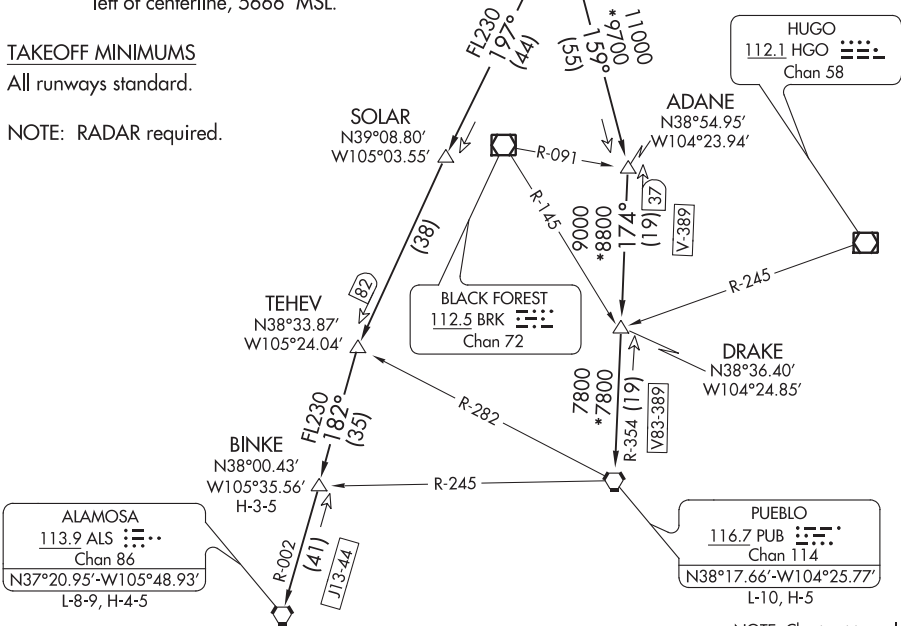 left of centerline, 5666' MSL.
TAKEOFF MINIMUMS
All runways standard.
NOTE: RADAR required.
FL230
197°
(44)
11000
*9700
159°
(55)
HUGO
112.1 HGO
Chan 58
SOLAR
N39°08.80'
W105°03.55'
ADANE
N38°54.95'
W104°23.94'
R-091
R-145
37
9000
*8800
174°
(19)
V-389
(38)
82
R-245
BLACK FOREST
112.5 BRK
Chan 72
TEHEV
N38°33.87'
W105°24.04'
DRAKE
N38°36.40'
W104°24.85'
FL230
182°
(35)
R-282
7800
*7800
R-354 (19)
V83-389
BINKE
N38°00.43'
W105°35.56'
H-3-5
R-245
ALAMOSA
113.9 ALS
Chan 86
N37°20.95'-W105°48.93'
L-8-9, H-4-5
R-002
(41)
J13-44
PUEBLO
116.7 PUB
Chan 114
N38°17.66'-W104°25.77'
L-10, H-5